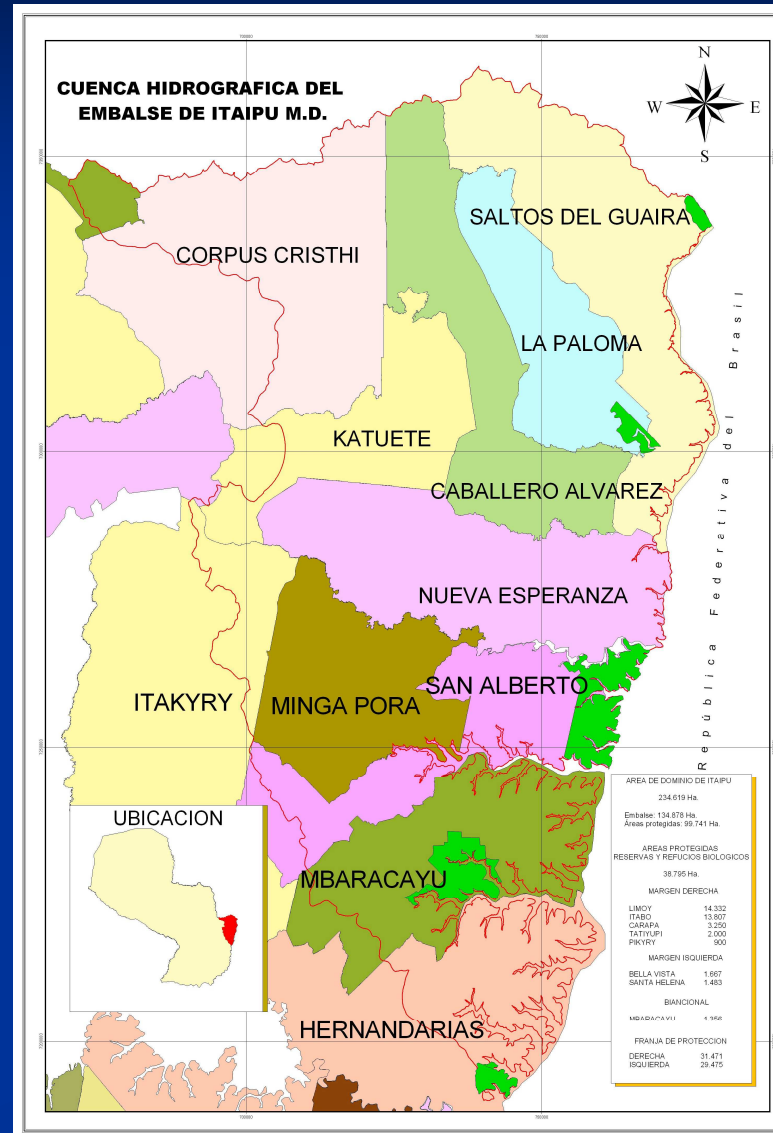 CUENCA HIDROGRAFICA DEL
EMBALSE DE ITAIPU M.D.
N
W E
S
SALTOS DEL GUAIRA
CORPUS CRISTHI
LA PALOMA
KATUETE
CABALLERO ALVAREZ
República Federativa del Brasil
NUEVA ESPERANZA
SAN ALBERTO
ITAKYRY
MINGA PORA
MBARACAYU
HERNANDARIAS
UBICACION
AREA DE DOMINIO DE ITAIPU
234.619 Ha.
Embalse: 134.878 Ha.
Áreas protegidas: 99.741 Ha.
AREAS PROTEGIDAS
RESERVAS Y REFUCIOS BIOLOGICOS
38.795 Ha.
MARGEN DERECHA
LIMOY 14.332
ITABO 13.807
CARAPA 3.250
TATIYUPI 2.000
PIKYRY 900
MARGEN ISQUIERDA
BELLA VISTA 1.667
SANTA HELENA 1.483
BIANCIONAL
MBARACAYU 1.356
FRANJA DE PROTECCION
DERECHA 31.471
ISQUIERDA 29.475